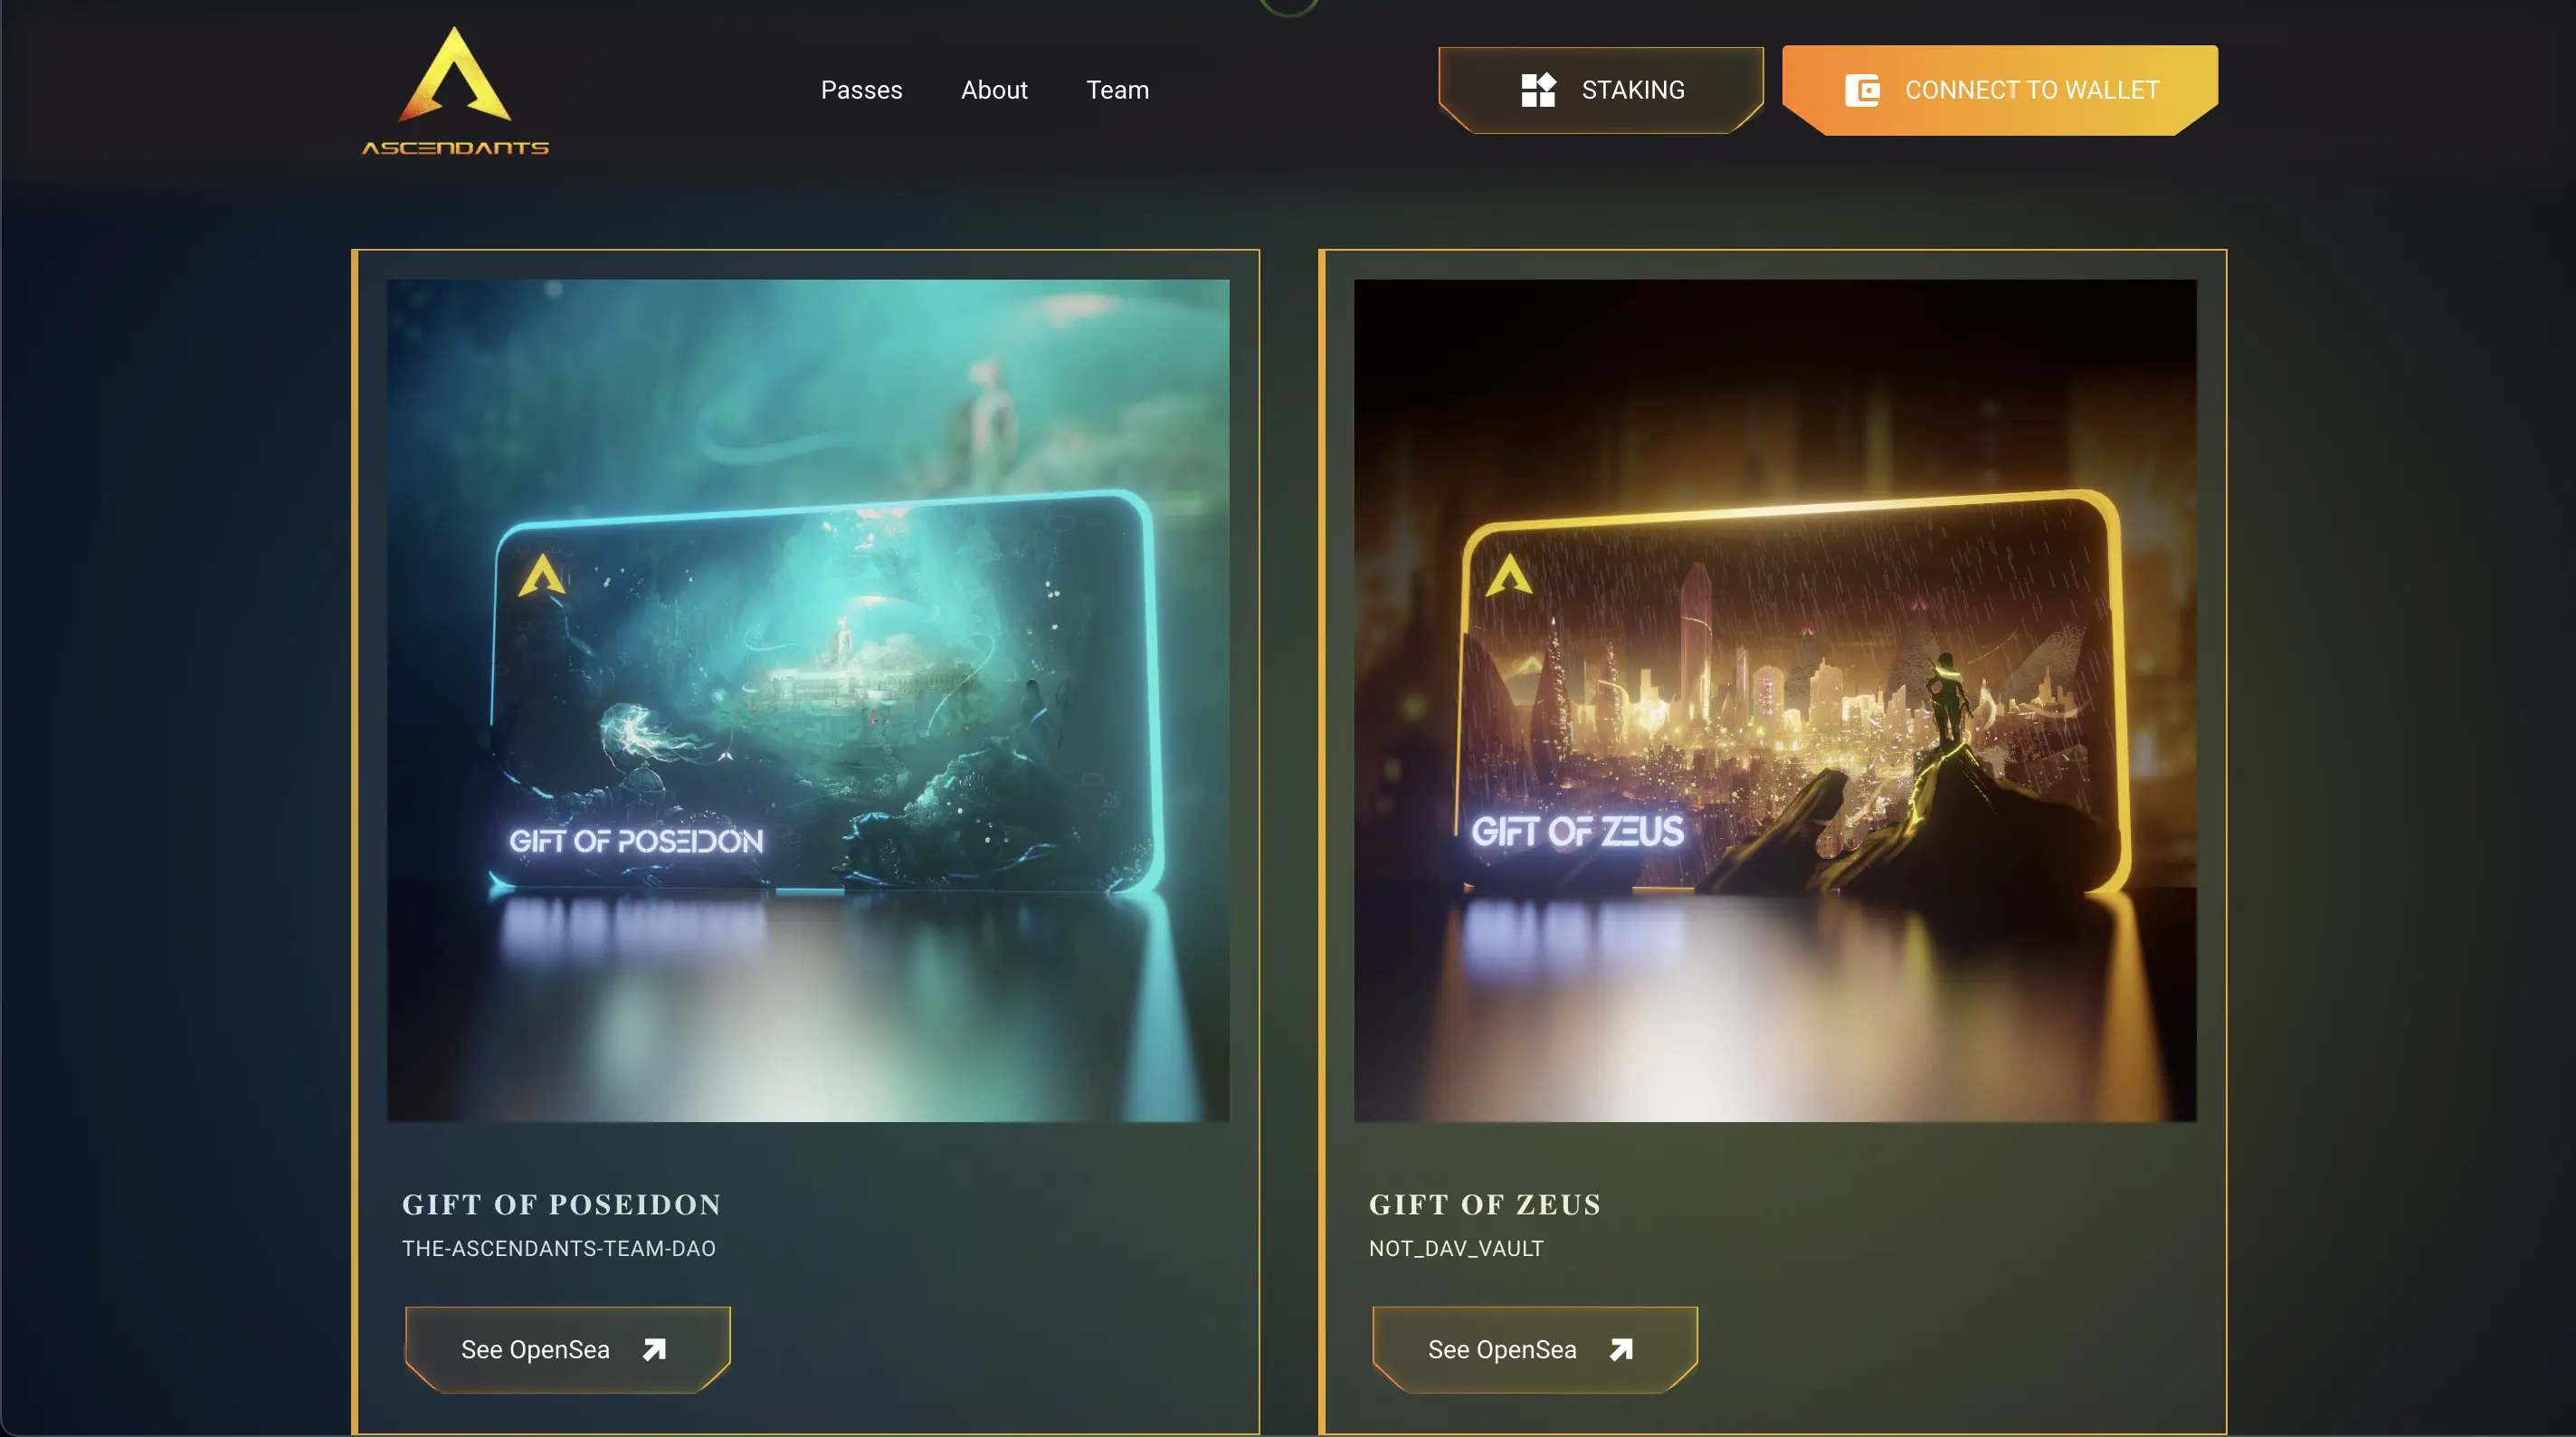 ASCENDANTS
Passes
About
Team
STAKING
CONNECT TO WALLET
GIFT OF POSEIDON
GIFT OF POSEIDON
THE-ASCENDANTS-TEAM-DAO
See OpenSea
GIFT OF ZEUS
GIFT OF ZEUS
NOT_DAV_VAULT
See OpenSea